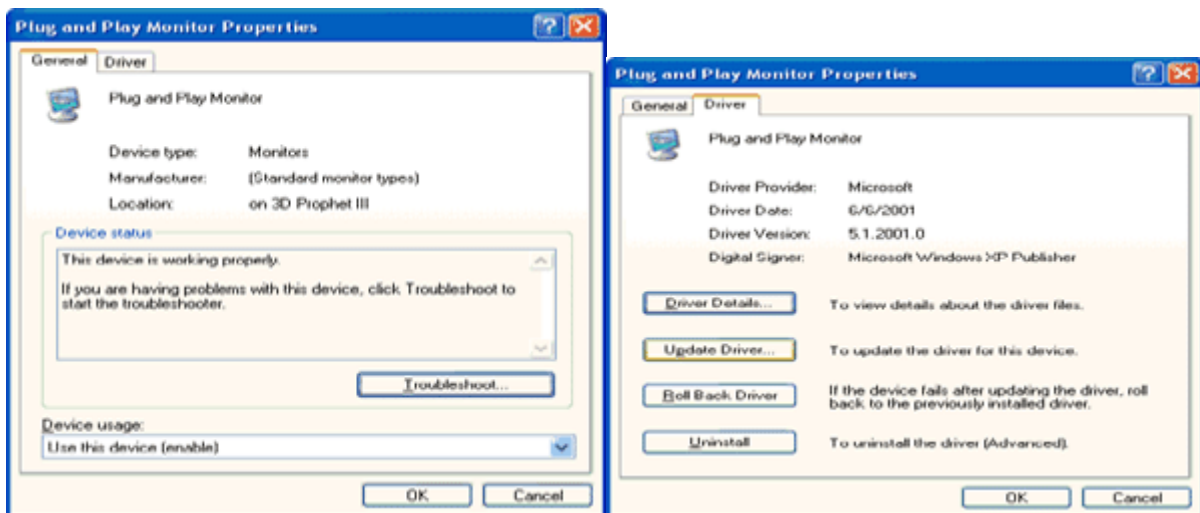 Plug and Play Monitor Properties
General Driver
Plug and Play Monitor
Device type: Monitors
Manufacturer: (Standard monitor types)
Location: on 3D Prophet III
Device status
This device is working properly.
If you are having problems with this device, click Troubleshoot to
start the troubleshooter.
Troubleshoot...
Device usage:
Use this device (enable)
OK Cancel
Plug and Play Monitor Properties
General Driver
Plug and Play Monitor
Driver Provider: Microsoft
Driver Date: 6/6/2001
Driver Version: 5.1.2001.0
Digital Signer: Microsoft Windows XP Publisher
Driver Details... To view details about the driver files.
Update Driver... To update the driver for this device.
Roll Back Driver If the device fails after updating the driver, roll
back to the previously installed driver.
Uninstall To uninstall the driver (Advanced).
OK Cancel